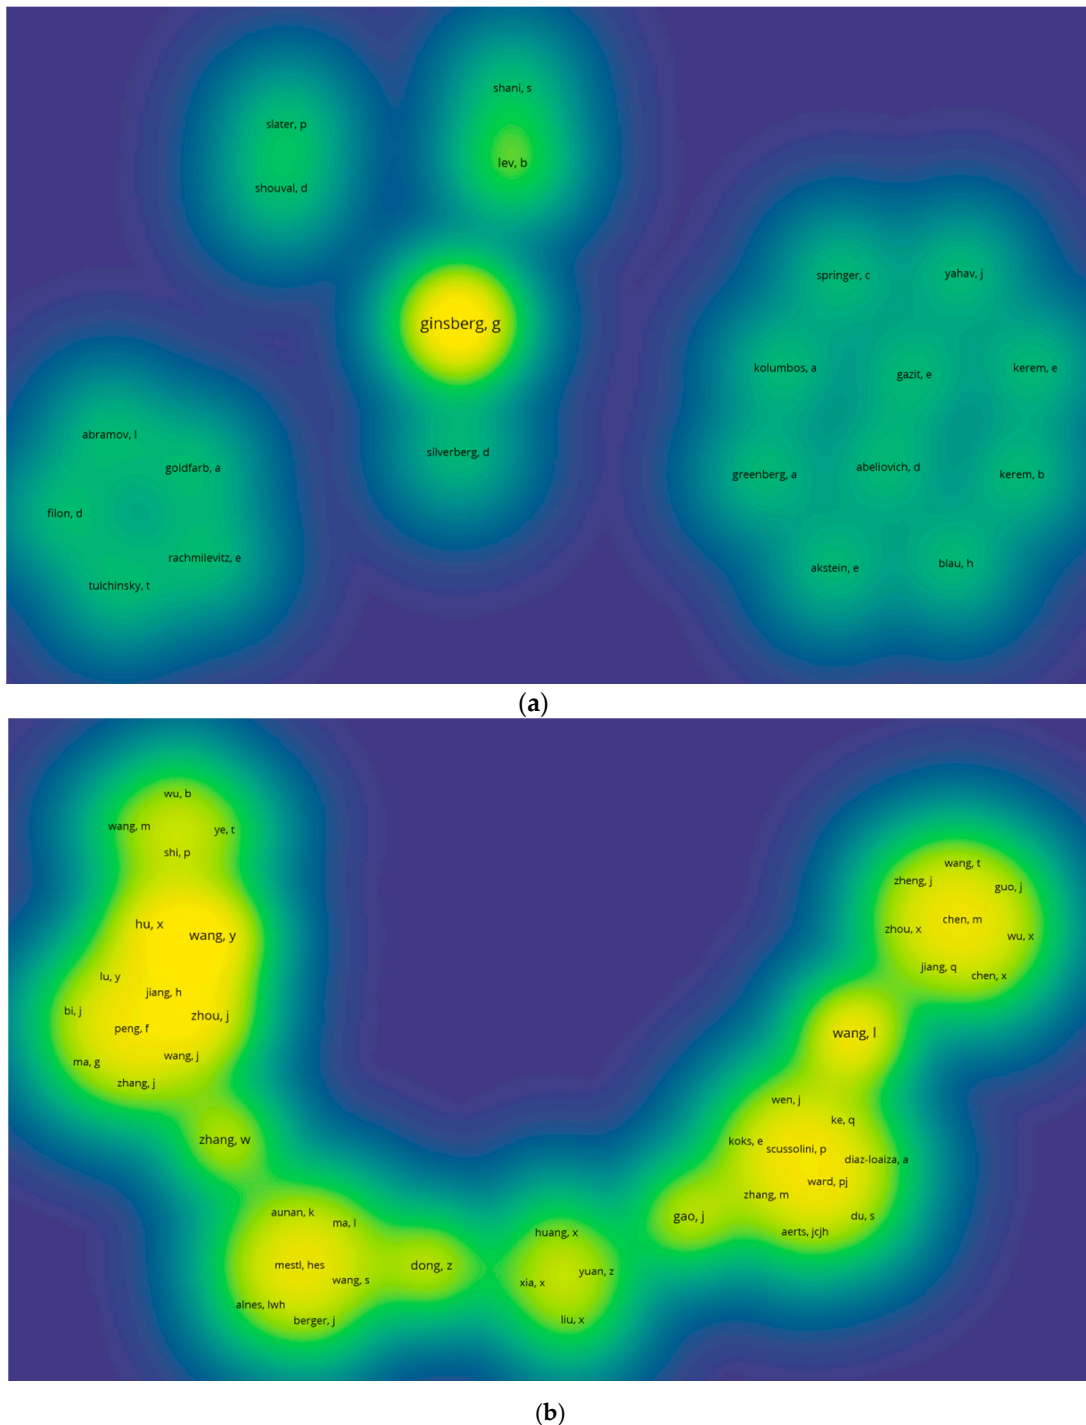 shani, s
slater, p
lev, b
shouval, d
springer, c
yahav, j
ginsberg, g
kolumbos, a
gazit, e
kerem, e
abramov, l
silverberg, d
goldfarb, a
greenberg, a
abeliovich, d
kerem, b
filon, d
rachmilevitz, e
akstein, e
blau, h
tulchinsky, t
(a)
wu, b
wang, m
ye, t
shi, p
wang, t
zheng, j
guo, j
hu, x
wang, y
zhou, x
chen, m
wu, x
lu, y
jiang, q
chen, x
jiang, h
bi, j
peng, f
zhou, j
wang, l
ma, g
wang, j
zhang, j
wen, j
zhang, w
ke, q
koks, e
scussolini, p
diaz-loaiza, a
ward, pj
zhang, m
aunan, k
ma, l
gao, j
du, s
huang, x
aerts, jcjh
mestl, hes
wang, s
dong, z
xia, x
yuan, z
alnes, lwh
berger, j
liu, x
(b)